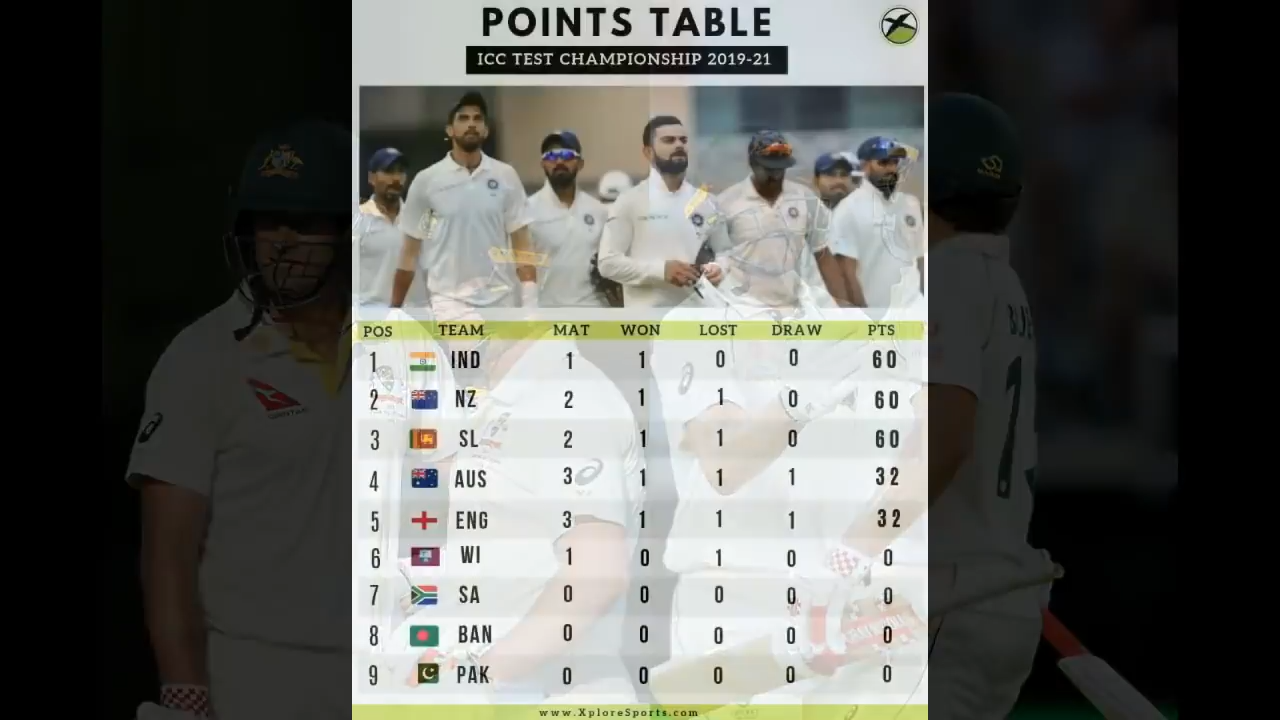 POINTS TABLE
ICC TEST CHAMPIONSHIP 2019-21
POS TEAM MAT WON LOST DRAW PTS
1 IND 1 1 0 0 60
2 NZ 2 1 1 0 60
3 SL 2 1 1 0 60
4 AUS 3 1 1 1 32
5 ENG 3 1 1 1 32
6 WI 1 0 1 0 0
7 SA 0 0 0 0 0
8 BAN 0 0 0 0 0
9 PAK 0 0 0 0 0
www.XploreSports.com
QANTAS
7